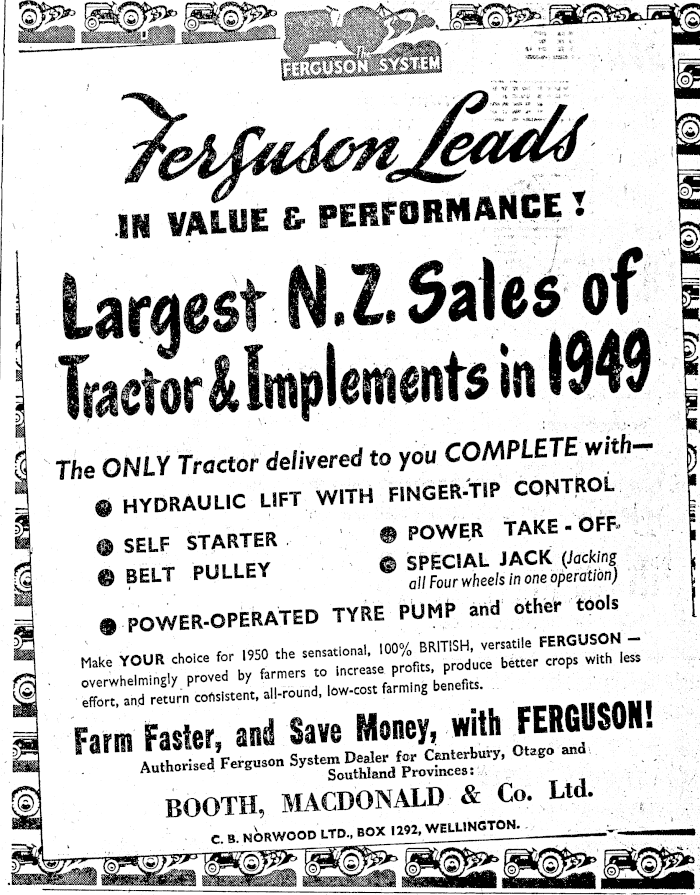 The
FERGUSON SYSTEM
Ferguson Leads
IN VALUE & PERFORMANCE!
Largest N.Z. Sales of
Tractor & Implements in 1949
The ONLY Tractor delivered to you COMPLETE with—
● HYDRAULIC LIFT WITH FINGER-TIP CONTROL
● SELF STARTER
● POWER TAKE-OFF.
● BELT PULLEY
● SPECIAL JACK (Jacking
all Four wheels in one operation)
● POWER-OPERATED TYRE PUMP and other tools
Make YOUR choice for 1950 the sensational, 100% BRITISH, versatile FERGUSON —
overwhelmingly proved by farmers to increase profits, produce better crops with less
effort, and return consistent, all-round, low-cost farming benefits.
Farm Faster, and Save Money, with FERGUSON!
Authorised Ferguson System Dealer for Canterbury, Otago and
Southland Provinces:
BOOTH, MACDONALD & Co. Ltd.
C. B. NORWOOD LTD., BOX 1292, WELLINGTON.